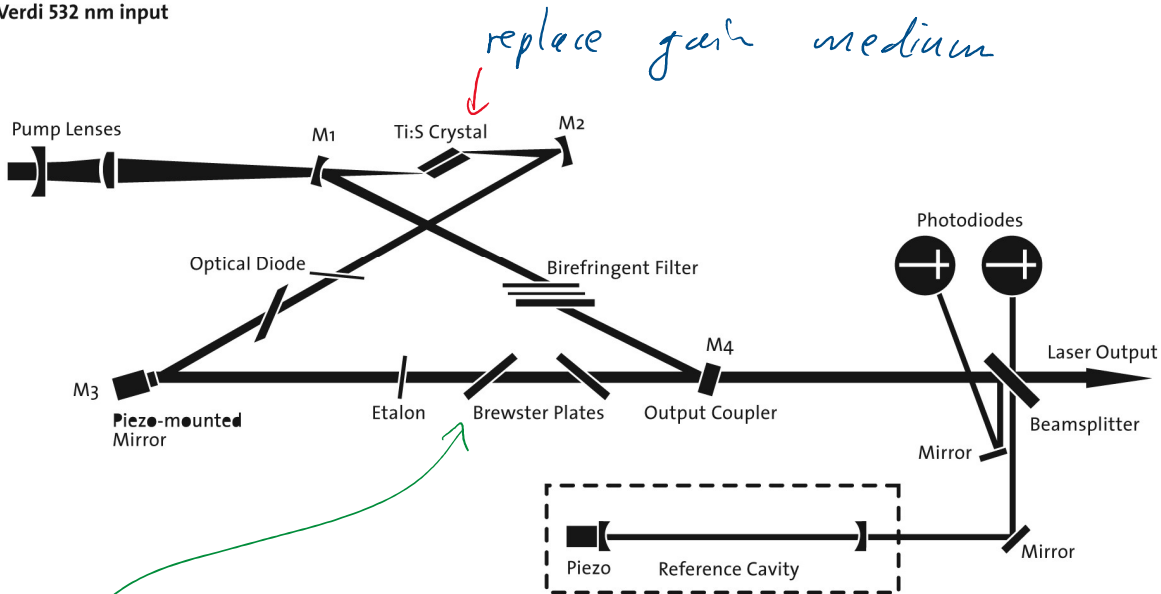 Verdi 532 nm input
replace gain medium
Pump Lenses
M1
Ti:S Crystal
M2
Photodiodes
Optical Diode
Birefringent Filter
M4
Laser Output
M3
Piezo-mounted
Mirror
Etalon
Brewster Plates
Output Coupler
Beamsplitter
Mirror
Piezo
Reference Cavity
Mirror